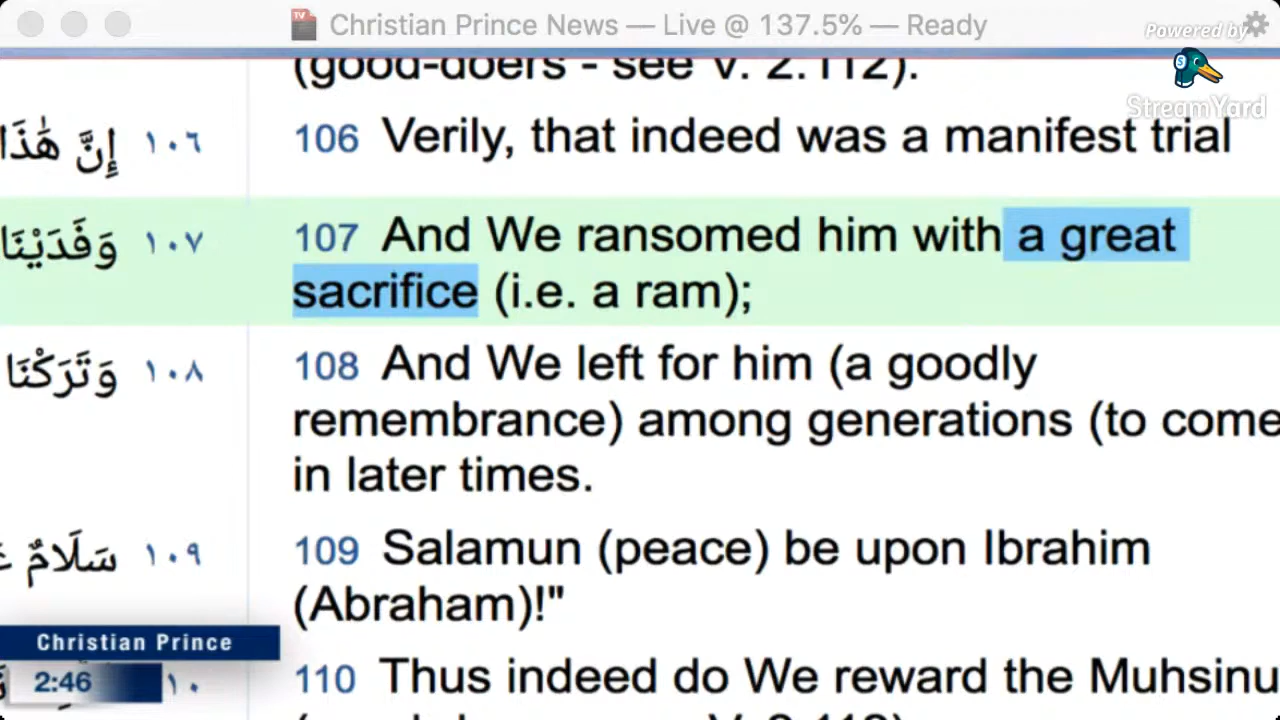 Christian Prince News — Live @ 137.5% — Ready
Powered by
StreamYard
(good-doers - see V. 2:112).
إِنَّ هَٰذَا ١٠٦ 106 Verily, that indeed was a manifest trial
وَفَدَيْنَا ١٠٧ 107 And We ransomed him with a great
sacrifice (i.e. a ram);
وَتَرَكْنَا ١٠٨ 108 And We left for him (a goodly
remembrance) among generations (to come
in later times.
سَلَامٌ ١٠٩ 109 Salamun (peace) be upon Ibrahim
(Abraham)!"
Christian Prince
2:46
110 Thus indeed do We reward the Muhsinu